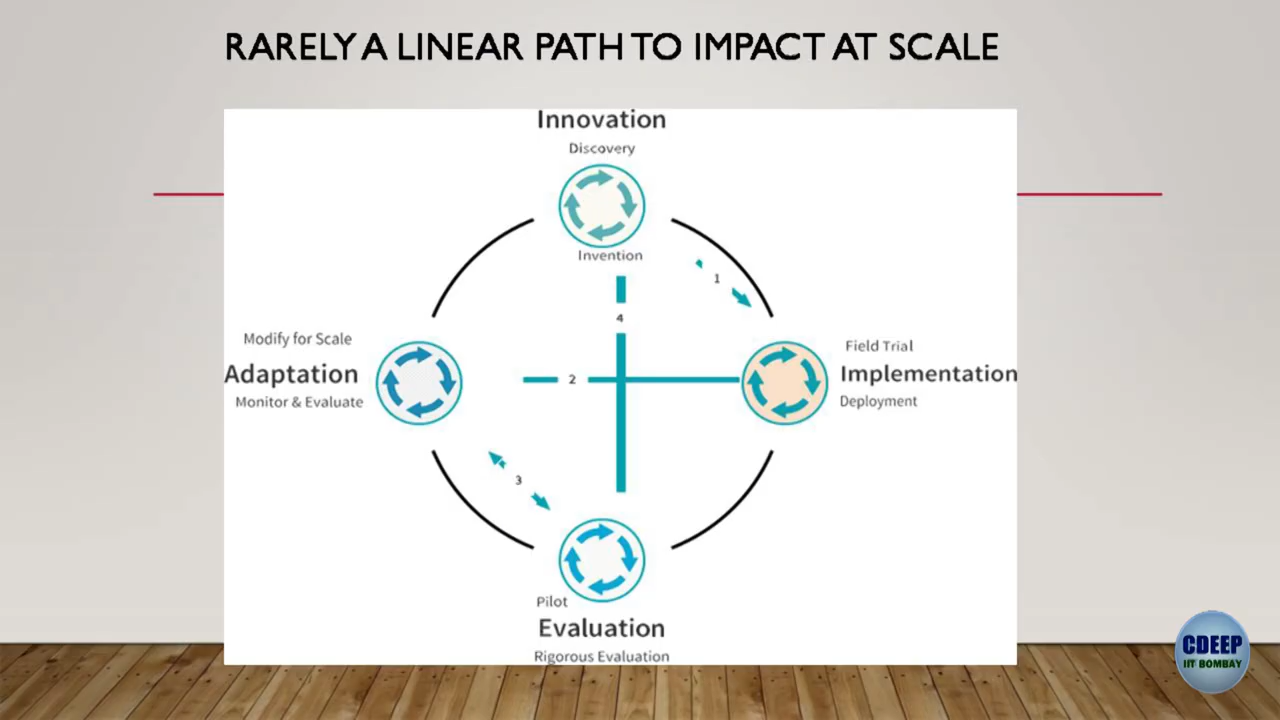 RARELY A LINEAR PATH TO IMPACT AT SCALE
Innovation
Discovery
Invention
1
4
Modify for Scale
Adaptation
Monitor & Evaluate
2
Field Trial
Implementation
Deployment
3
Pilot
Evaluation
Rigorous Evaluation
CDEEP
IIT BOMBAY